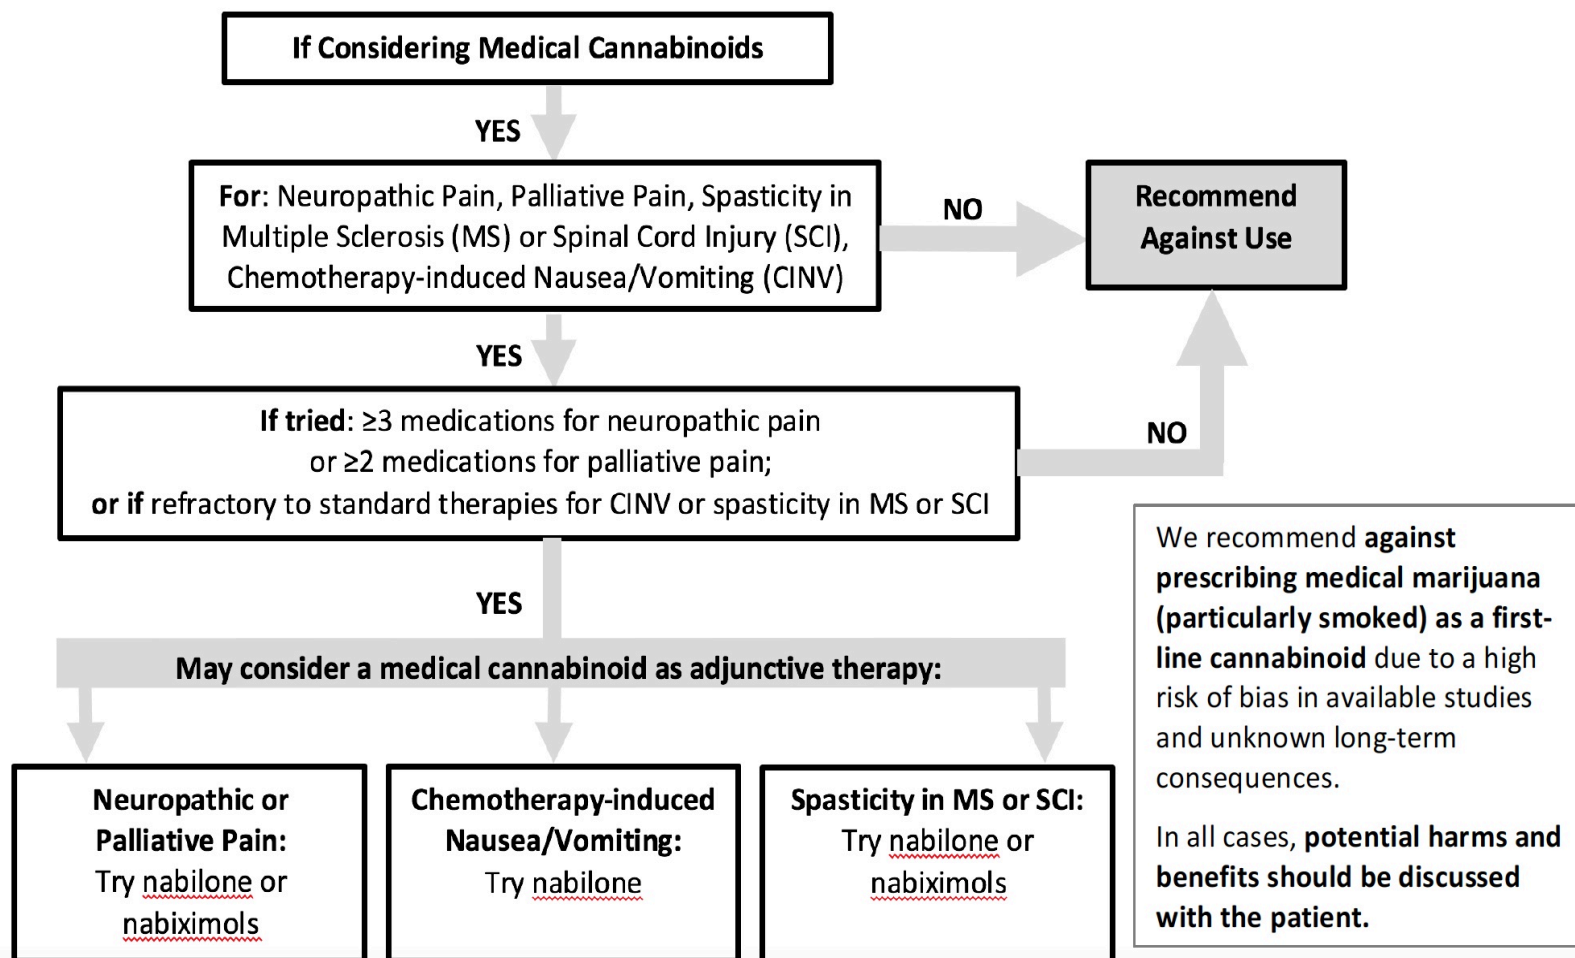 If Considering Medical Cannabinoids
YES
For: Neuropathic Pain, Palliative Pain, Spasticity in
Multiple Sclerosis (MS) or Spinal Cord Injury (SCI),
Chemotherapy-induced Nausea/Vomiting (CINV)
NO
Recommend
Against Use
YES
If tried: ≥3 medications for neuropathic pain
or ≥2 medications for palliative pain;
or if refractory to standard therapies for CINV or spasticity in MS or SCI
NO
YES
May consider a medical cannabinoid as adjunctive therapy:
Neuropathic or
Palliative Pain:
Try nabilone or
nabiximols
Chemotherapy-induced
Nausea/Vomiting:
Try nabilone
Spasticity in MS or SCI:
Try nabilone or
nabiximols
We recommend against
prescribing medical marijuana
(particularly smoked) as a first-
line cannabinoid due to a high
risk of bias in available studies
and unknown long-term
consequences.
In all cases, potential harms and
benefits should be discussed
with the patient.